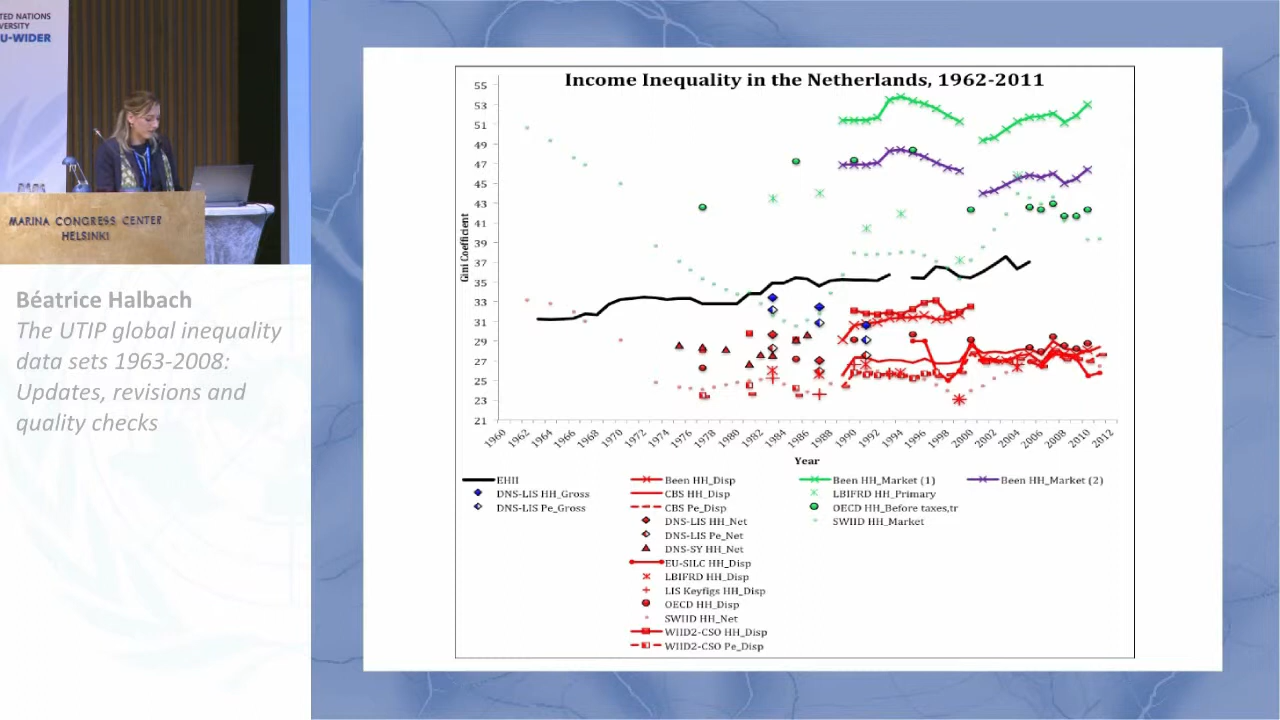 TED NATIONS
VERSITY
U-WIDER
MARINA CONGRESS CENTER
HELSINKI
Béatrice Halbach
The UTIP global inequality
data sets 1963-2008:
Updates, revisions and
quality checks
Income Inequality in the Netherlands, 1962-2011
Gini Coefficient
55
53
51
49
47
45
43
41
39
37
35
33
31
29
27
25
23
21
1960 1962 1964 1966 1968 1970 1972 1974 1976 1978 1980 1982 1984 1986 1988 1990 1992 1994 1996 1998 2000 2002 2004 2006 2008 2010 2012
Year
EHII Been HH_Disp Been HH_Market (1) Been HH_Market (2)
DNS-LIS HH_Gross CBS HH_Disp LBIFRD HH_Primary
DNS-LIS Pe_Gross CBS Pe_Disp OECD HH_Before taxes,tr
DNS-LIS HH_Net SWIID HH_Market
DNS-LIS Pe_Net
DNS-SY HH_Net
EU-SILC HH_Disp
LBIFRD HH_Disp
LIS Keyfigs HH_Disp
OECD HH_Disp
SWIID HH_Net
WIID2-CSO HH_Disp
WIID2-CSO Pe_Disp